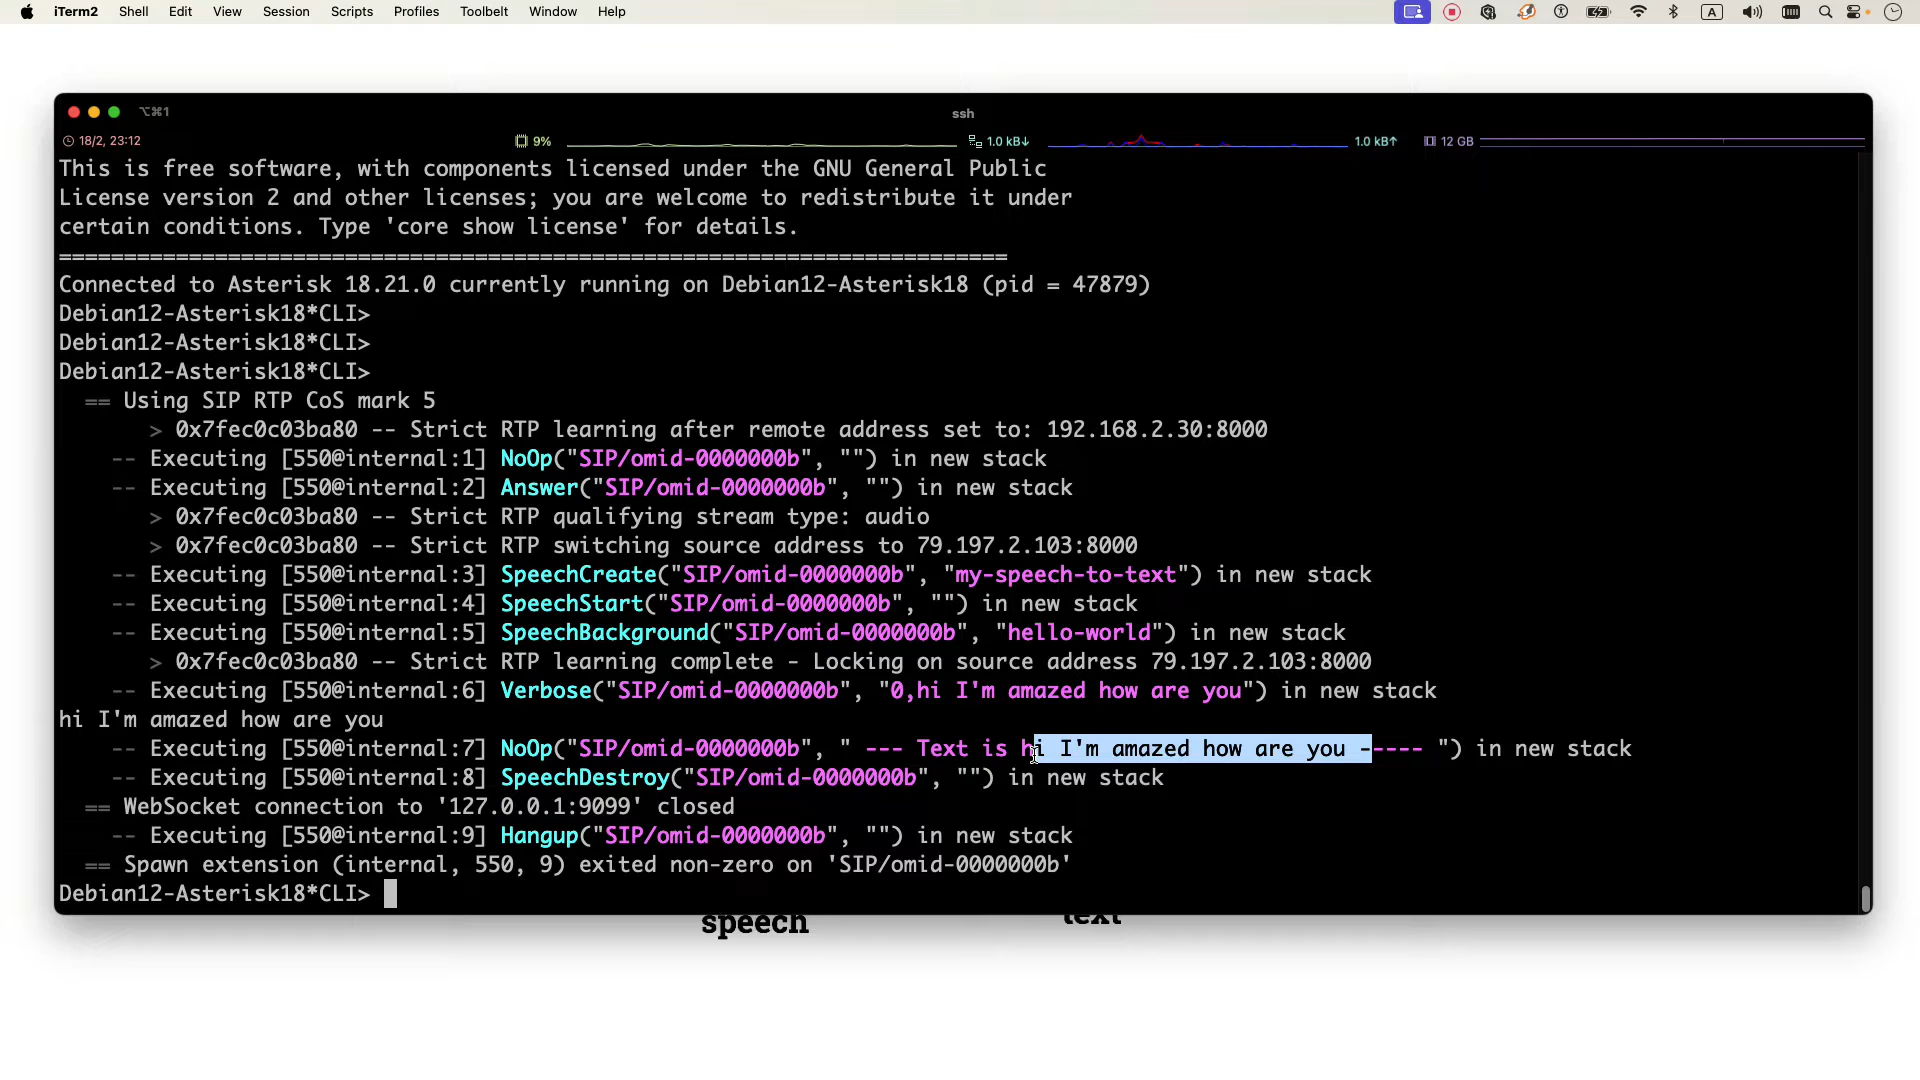 iTerm2 Shell Edit View Session Scripts Profiles Toolbelt Window Help A
⌥⌘1 ssh
18/2, 23:12 9% 1.0 kB↓ 1.0 kB↑ 12 GB
This is free software, with components licensed under the GNU General Public
License version 2 and other licenses; you are welcome to redistribute it under
certain conditions. Type 'core show license' for details.
=========================================================================
Connected to Asterisk 18.21.0 currently running on Debian12-Asterisk18 (pid = 47879)
Debian12-Asterisk18*CLI>
Debian12-Asterisk18*CLI>
Debian12-Asterisk18*CLI>
== Using SIP RTP CoS mark 5
> 0x7fec0c03ba80 -- Strict RTP learning after remote address set to: 192.168.2.30:8000
-- Executing [550@internal:1] NoOp("SIP/omid-0000000b", "") in new stack
-- Executing [550@internal:2] Answer("SIP/omid-0000000b", "") in new stack
> 0x7fec0c03ba80 -- Strict RTP qualifying stream type: audio
> 0x7fec0c03ba80 -- Strict RTP switching source address to 79.197.2.103:8000
-- Executing [550@internal:3] SpeechCreate("SIP/omid-0000000b", "my-speech-to-text") in new stack
-- Executing [550@internal:4] SpeechStart("SIP/omid-0000000b", "") in new stack
-- Executing [550@internal:5] SpeechBackground("SIP/omid-0000000b", "hello-world") in new stack
> 0x7fec0c03ba80 -- Strict RTP learning complete - Locking on source address 79.197.2.103:8000
-- Executing [550@internal:6] Verbose("SIP/omid-0000000b", "0,hi I'm amazed how are you") in new stack
hi I'm amazed how are you
-- Executing [550@internal:7] NoOp("SIP/omid-0000000b", " --- Text is hi I'm amazed how are you ----- ") in new stack
-- Executing [550@internal:8] SpeechDestroy("SIP/omid-0000000b", "") in new stack
== WebSocket connection to '127.0.0.1:9099' closed
-- Executing [550@internal:9] Hangup("SIP/omid-0000000b", "") in new stack
== Spawn extension (internal, 550, 9) exited non-zero on 'SIP/omid-0000000b'
Debian12-Asterisk18*CLI>
speech text